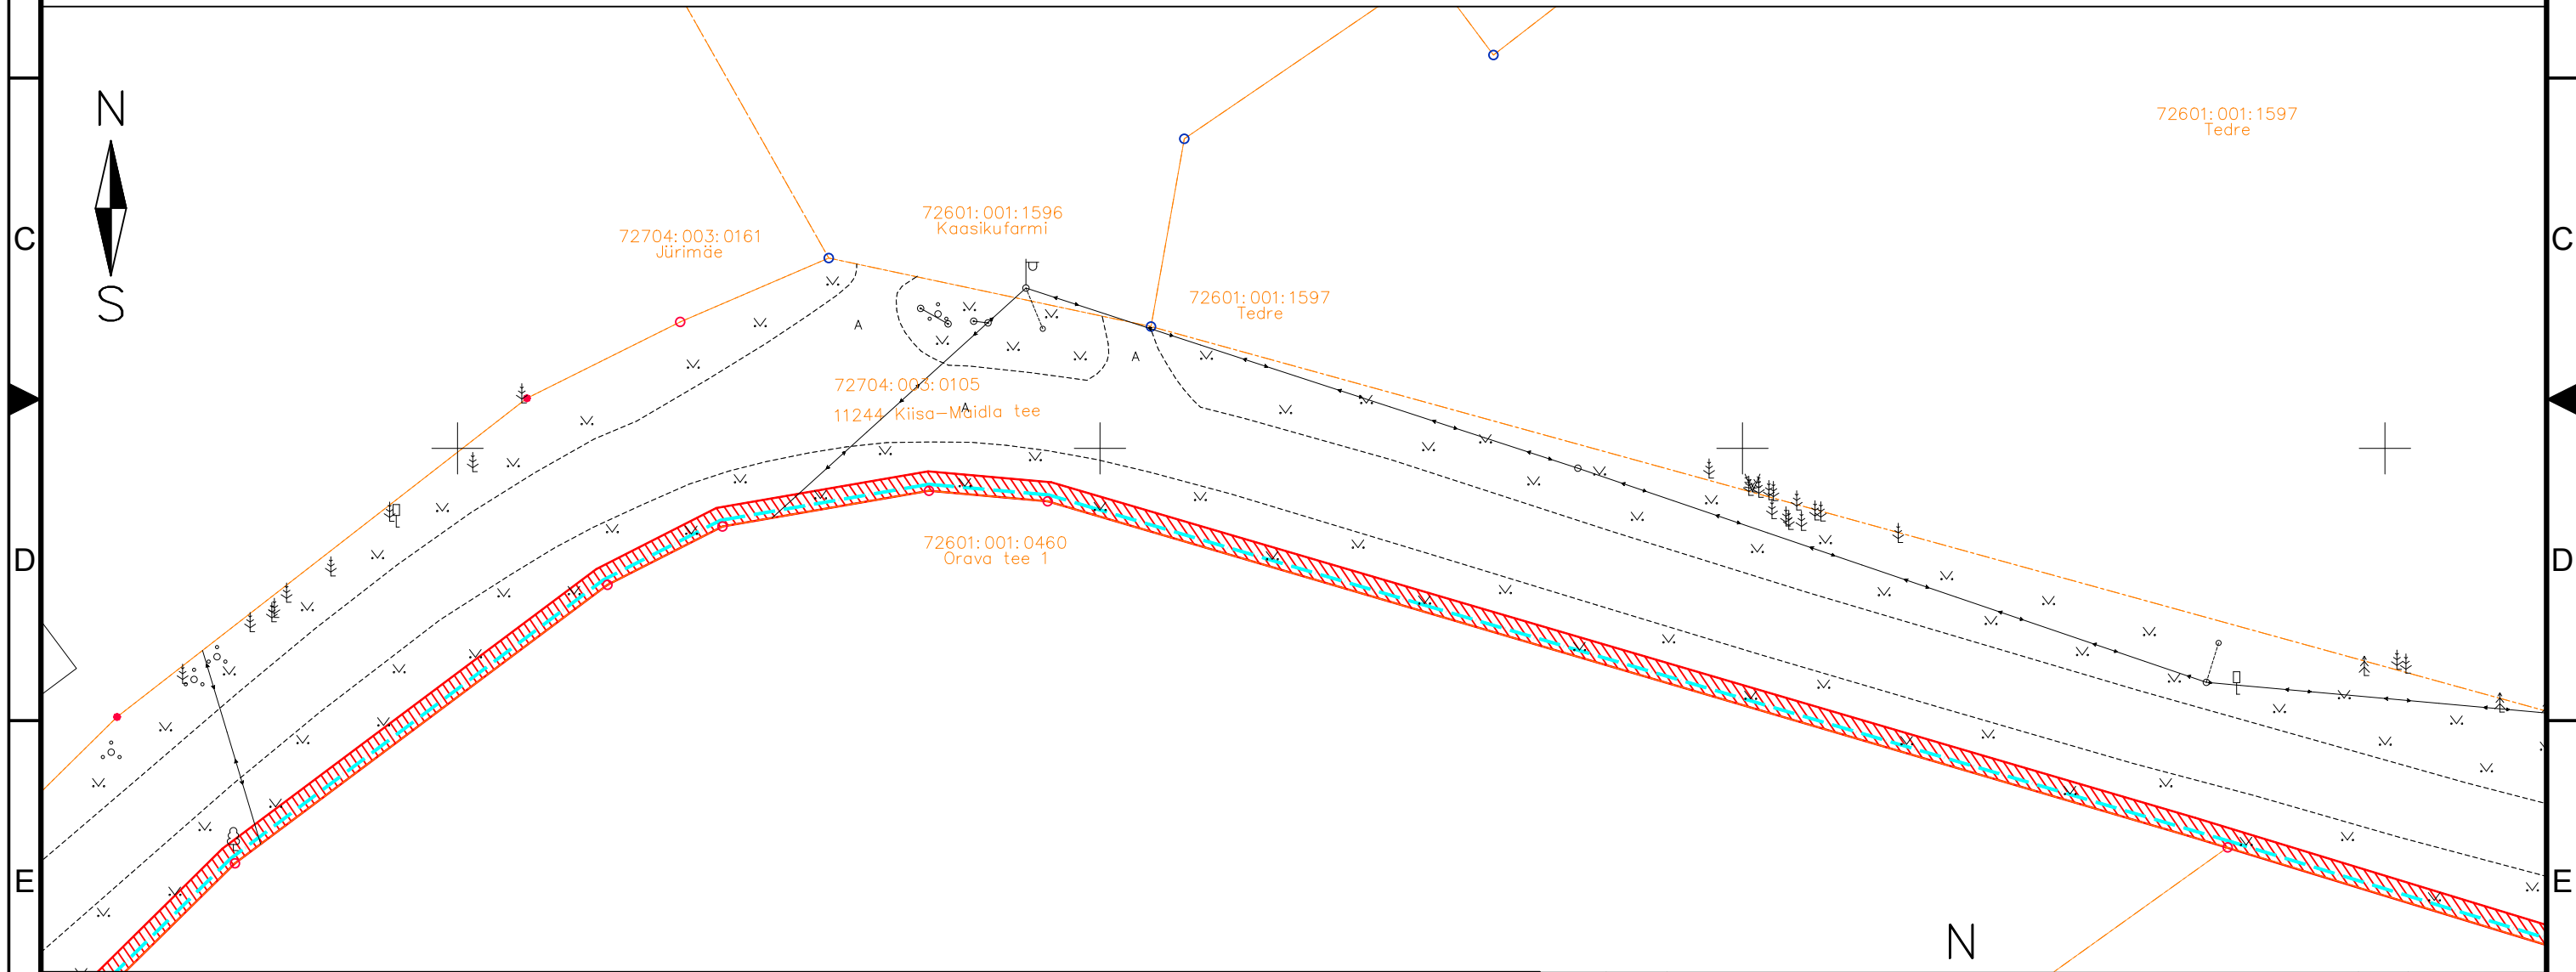 N
S
C
C
D
D
E
E
72601:001:1597
Tedre
72601:001:1596
Kaasikufarmi
72704:003:0161
Jürimäe
72601:001:1597
Tedre
A
A
72704:003:0105
A
11244 Kiisa-Maidla tee
72601:001:0460
Orava tee 1
N